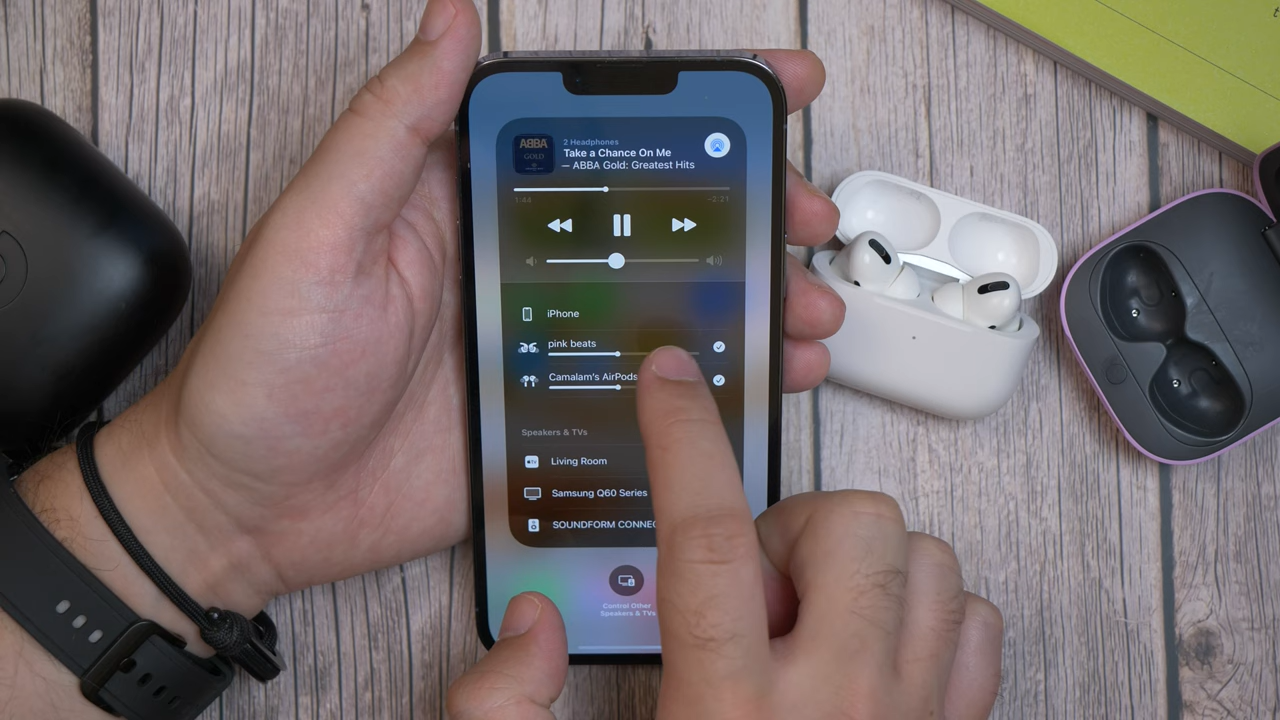 ABBA
GOLD
2 Headphones
Take a Chance On Me
— ABBA Gold: Greatest Hits
1:44
-2:21
iPhone
pink beats
Camalam's AirPods
Speakers & TVs
Living Room
Samsung Q60 Series
SOUNDFORM CONNEC
Control Other
Speakers & TVs